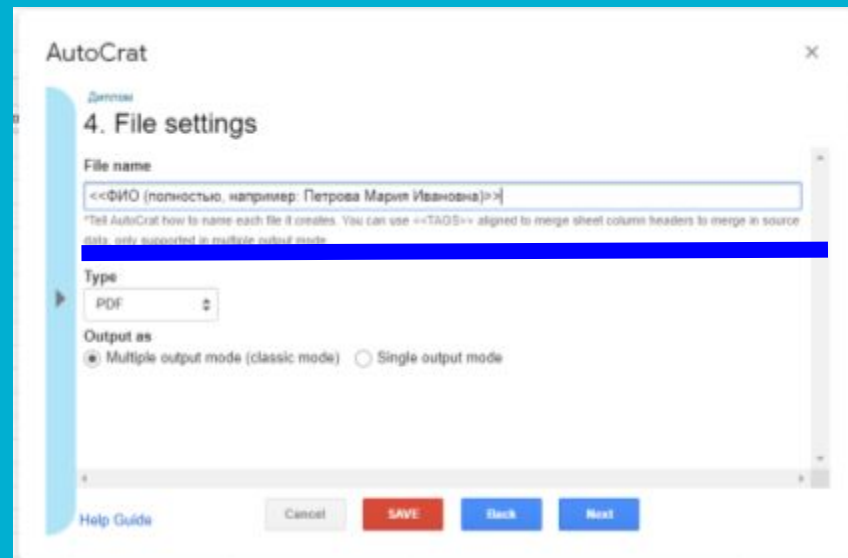 AutoCrat
×
Диплом
4. File settings
File name
<<ФИО (полностью, например: Петрова Мария Ивановна)>>
*Tell AutoCrat how to name each file it creates. You can use <<TAGS>> aligned to merge sheet column headers to merge in source
data; only supported in multiple output mode
Type
PDF
Output as
Multiple output mode (classic mode) Single output mode
Help Guide Cancel SAVE Back Next